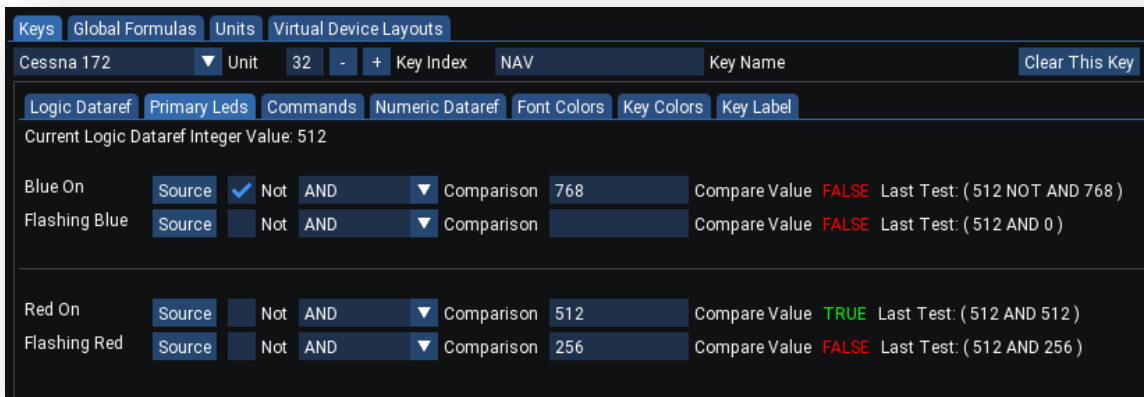 Keys Global Formulas Units Virtual Device Layouts
Cessna 172 Unit 32 - + Key Index NAV Key Name Clear This Key
Logic Dataref Primary Leds Commands Numeric Dataref Font Colors Key Colors Key Label
Current Logic Dataref Integer Value: 512
Blue On Source Not AND Comparison 768 Compare Value FALSE Last Test: ( 512 NOT AND 768 )
Flashing Blue Source Not AND Comparison Compare Value FALSE Last Test: ( 512 AND 0 )
Red On Source Not AND Comparison 512 Compare Value TRUE Last Test: ( 512 AND 512 )
Flashing Red Source Not AND Comparison 256 Compare Value FALSE Last Test: ( 512 AND 256 )